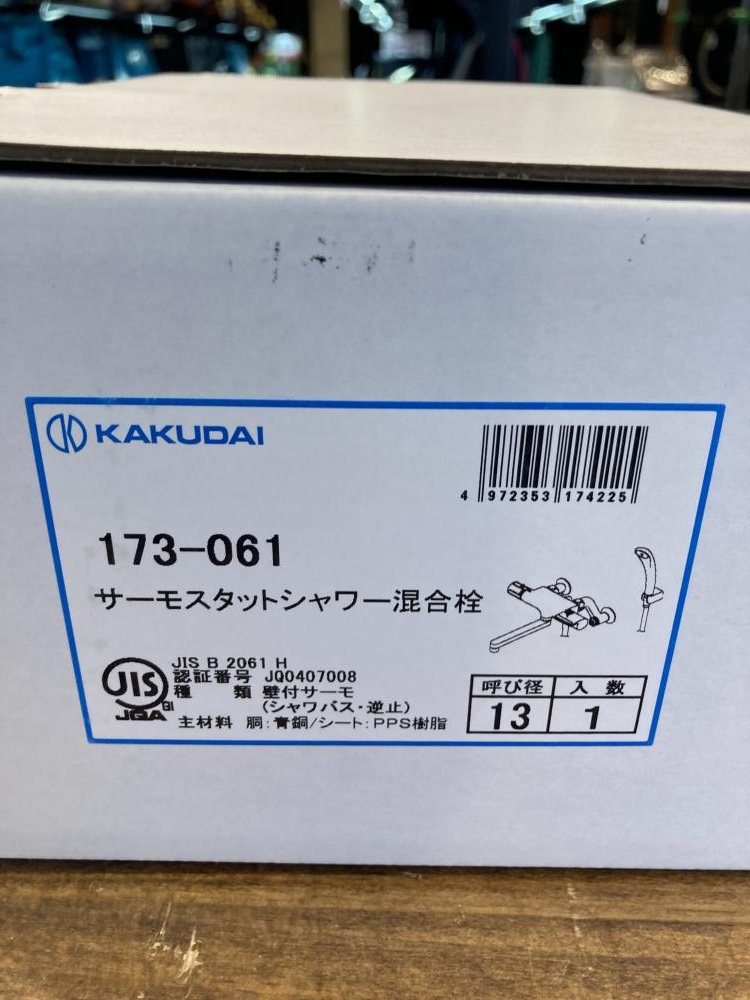 KAKUDAI
4 972353 174225
173-061
サーモスタットシャワー混合栓
JIS
JQA
BI
JIS B 2061 H
認証番号 JQ0407008
種類 壁付サーモ
(シャワバス・逆止)
主材料 胴:青銅/シート:PPS樹脂
呼び径 入数
13 1